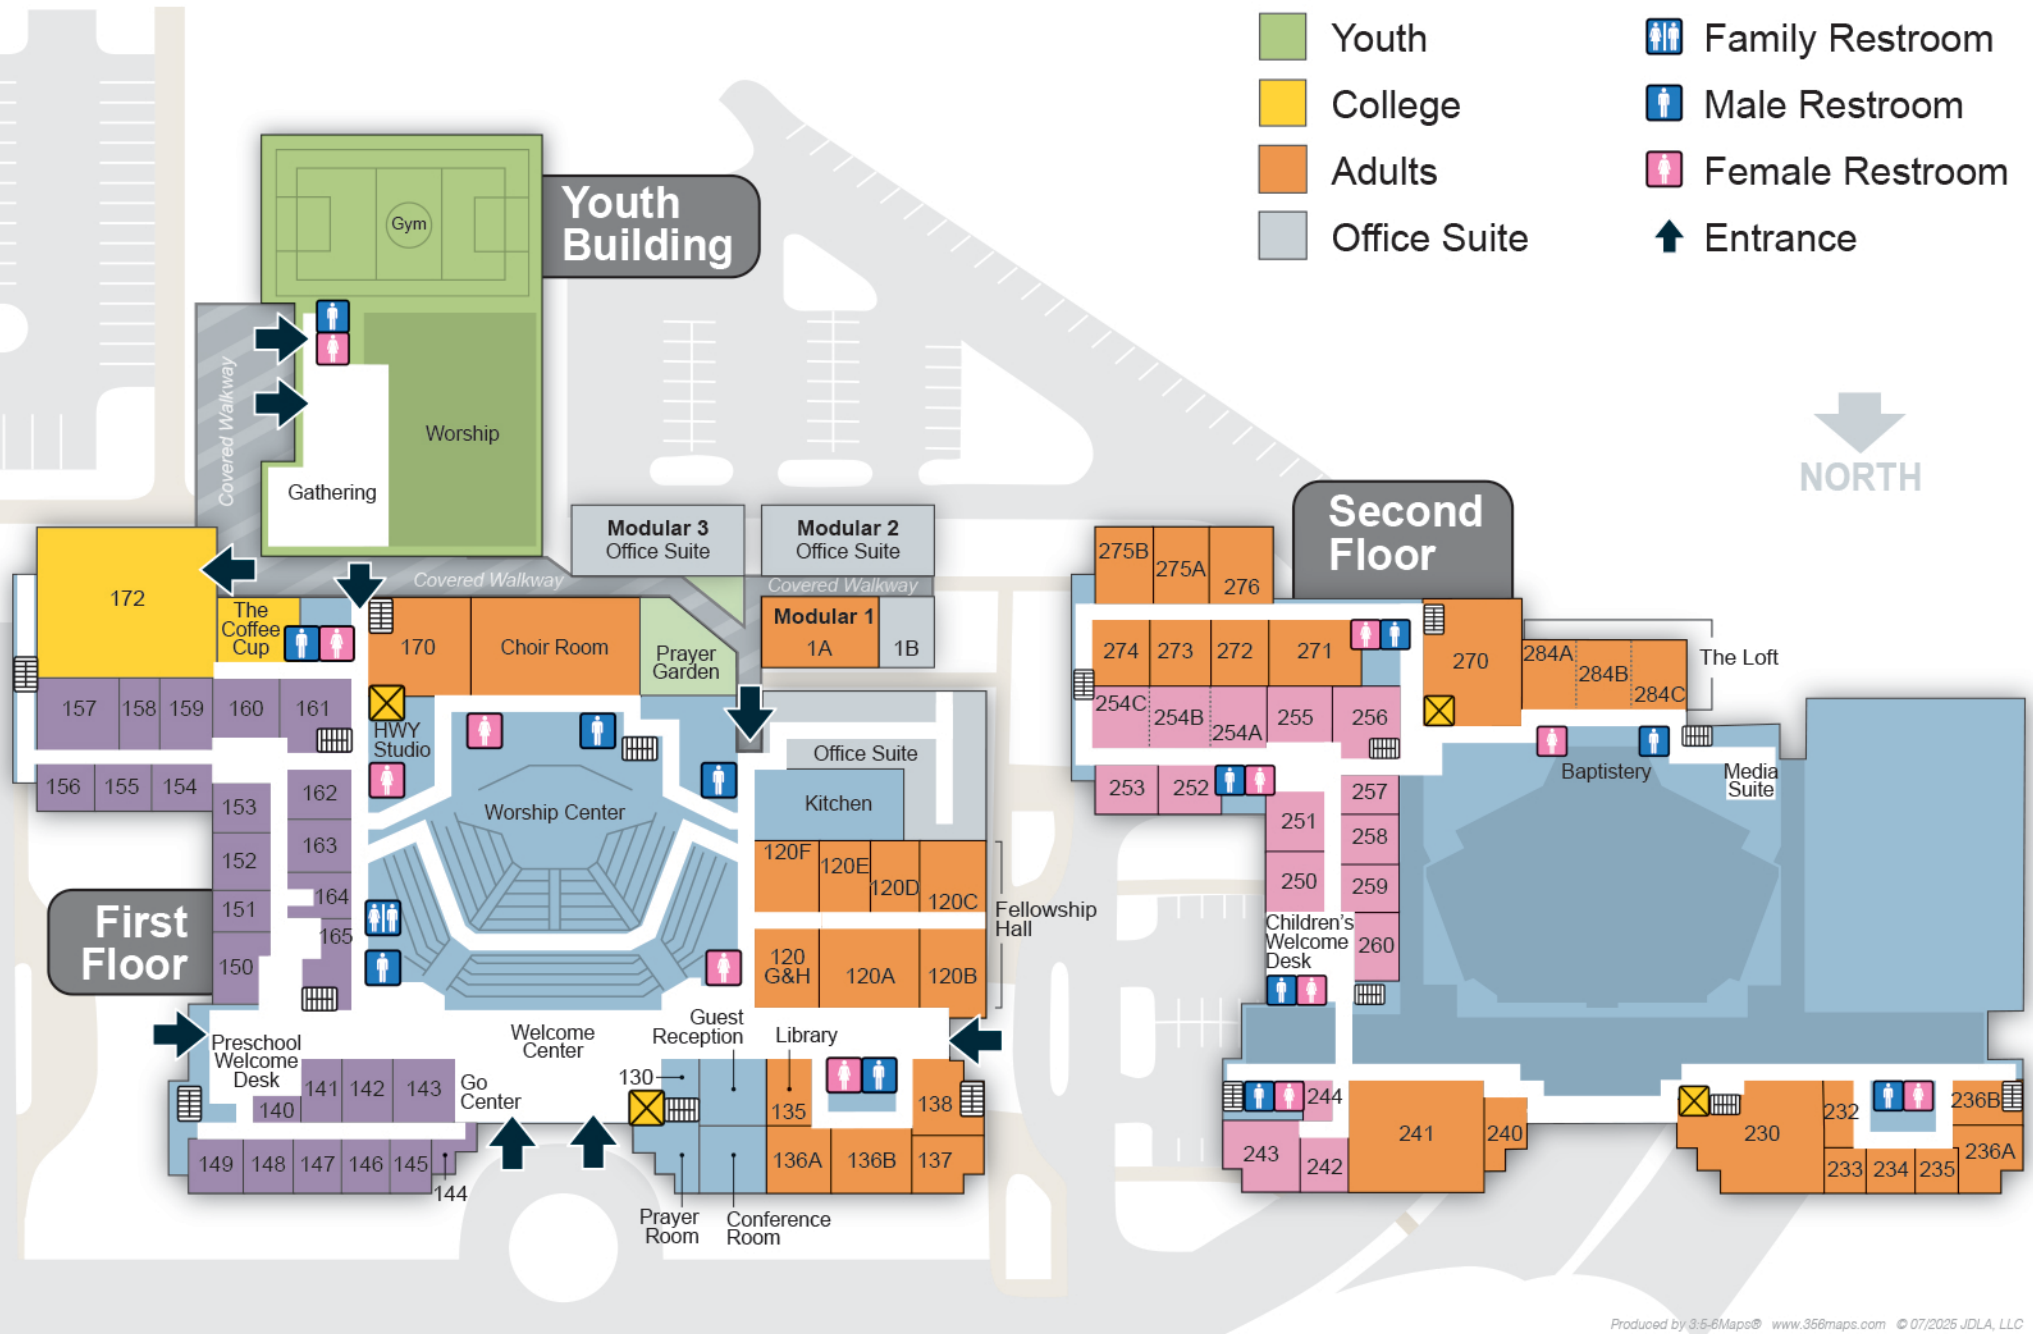 Youth
College
Adults
Office Suite
Family Restroom
Male Restroom
Female Restroom
Entrance
NORTH
Youth
Building
Gym
Worship
Gathering
Covered Walkway
Covered Walkway
Covered Walkway
Modular 3
Office Suite
Modular 2
Office Suite
Modular 1
1A
1B
172
The
Coffee
Cup
170
Choir Room
Prayer
Garden
157
158
159
160
161
HWY
Studio
Office Suite
Kitchen
Worship Center
156
155
154
153
162
163
152
164
151
165
150
120F
120E
120D
120C
120
G&H
120A
120B
Fellowship
Hall
First
Floor
Preschool
Welcome
Desk
Welcome
Center
Guest
Reception
Library
130
Go
Center
140
141
142
143
135
138
149
148
147
146
145
144
136A
136B
137
Prayer
Room
Conference
Room
Second
Floor
275B
275A
276
274
273
272
271
270
284A
284B
284C
The Loft
254C
254B
254A
255
256
253
252
251
250
257
258
259
260
Baptistery
Media
Suite
Children's
Welcome
Desk
244
243
242
241
240
230
232
233
234
235
236B
236A
Produced by 3-5-6Maps® www.356maps.com © 07/2025 JDLA, LLC